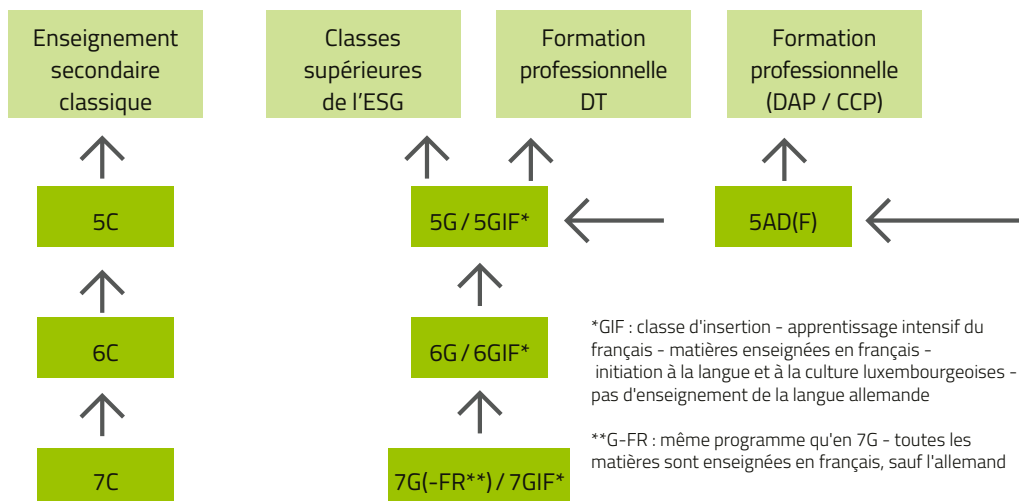 Enseignement
secondaire
classique
Classes
supérieures
de l'ESG
Formation
professionnelle
DT
Formation
professionnelle
(DAP / CCP)
5C
5G / 5GIF*
5AD(F)
6C
6G / 6GIF*
*GIF : classe d'insertion - apprentissage intensif du
français - matières enseignées en français -
initiation à la langue et à la culture luxembourgeoises -
pas d'enseignement de la langue allemande
**G-FR : même programme qu'en 7G - toutes les
matières sont enseignées en français, sauf l'allemand
7C
7G(-FR**) / 7GIF*